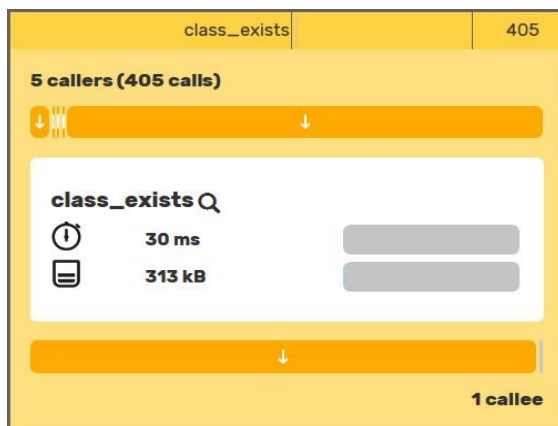 class_exists 405
5 callers (405 calls)
class_exists
30 ms
313 kB
1 callee